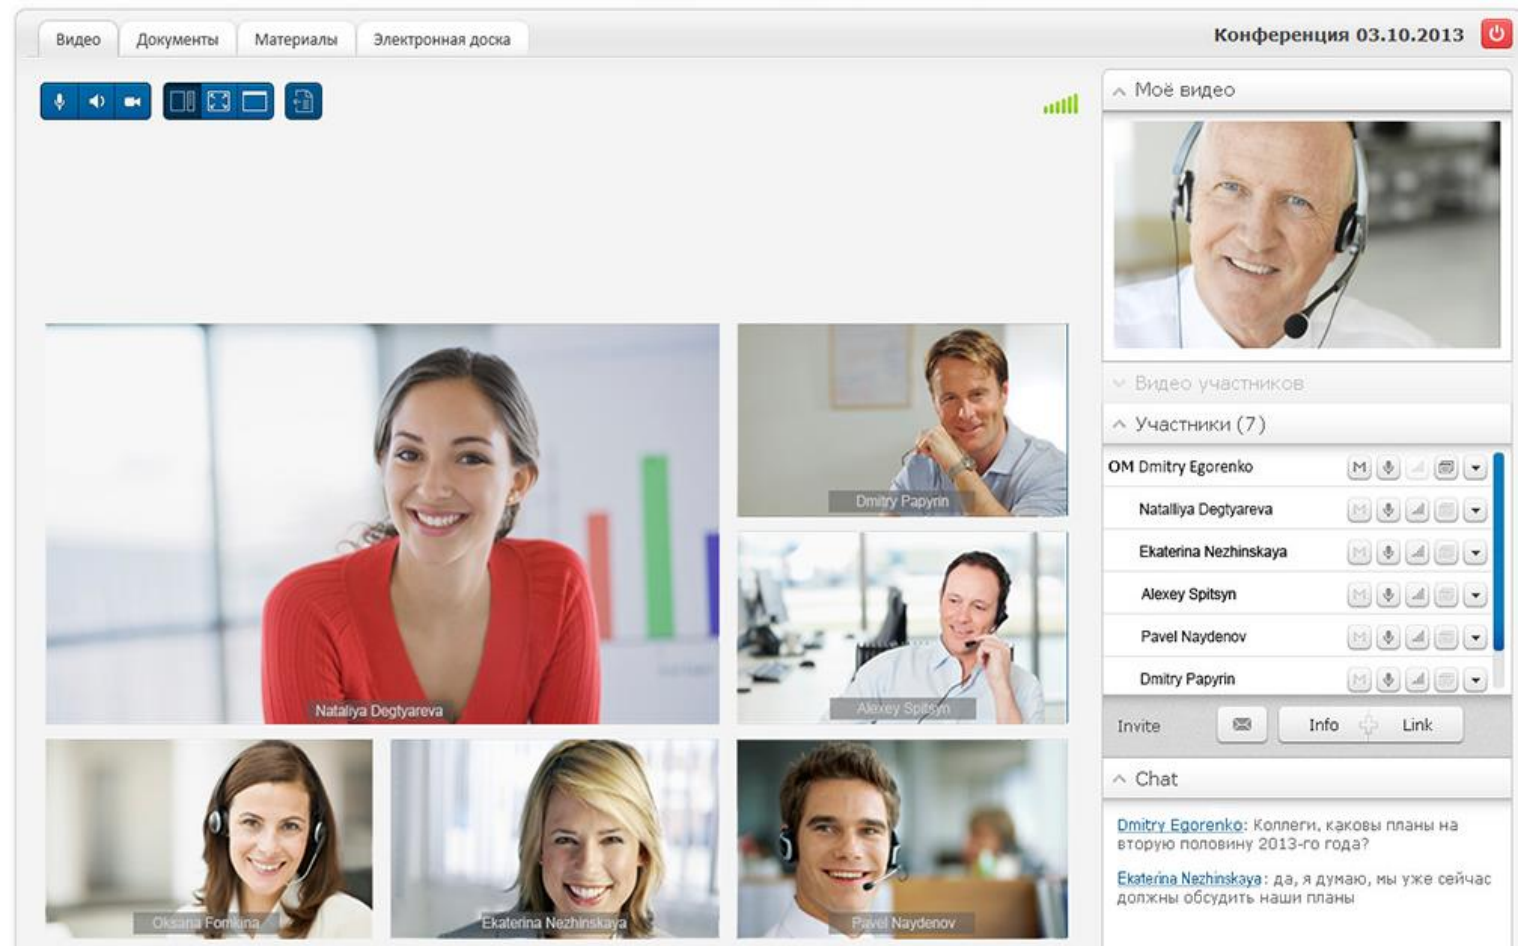 Видео
Документы
Материалы
Электронная доска
Конференция 03.10.2013
Моё видео
Nataliya Degtyareva
Dmitry Papyrin
Alexey Spitsyn
Oksana Fomkina
Ekaterina Nezhinskaya
Pavel Naydenov
Видео участников
Участники (7)
OM Dmitry Egorenko
M
Natalliya Degtyareva
M
Ekaterina Nezhinskaya
M
Alexey Spitsyn
M
Pavel Naydenov
M
Dmitry Papyrin
M
Invite
Info
Link
Chat
Dmitry Egorenko: Коллеги, каковы планы на
вторую половину 2013-го года?
Ekaterina Nezhinskaya: да, я думаю, мы уже сейчас
должны обсудить наши планы